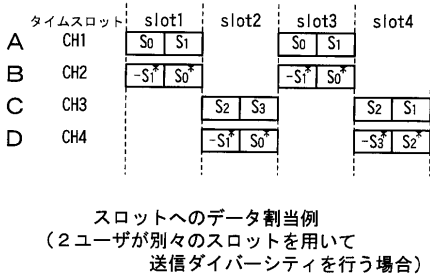 タイムスロット slot1 slot2 slot3 slot4
A CH1 S₀ S₁ S₀ S₁
B CH2 -S₁* S₀* -S₁* S₀*
C CH3 S₂ S₃ S₂ S₁
D CH4 -S₁* S₀* -S₃* S₂*
スロットへのデータ割当例
(2ユーザが別々のスロットを用いて
送信ダイバーシティを行う場合)